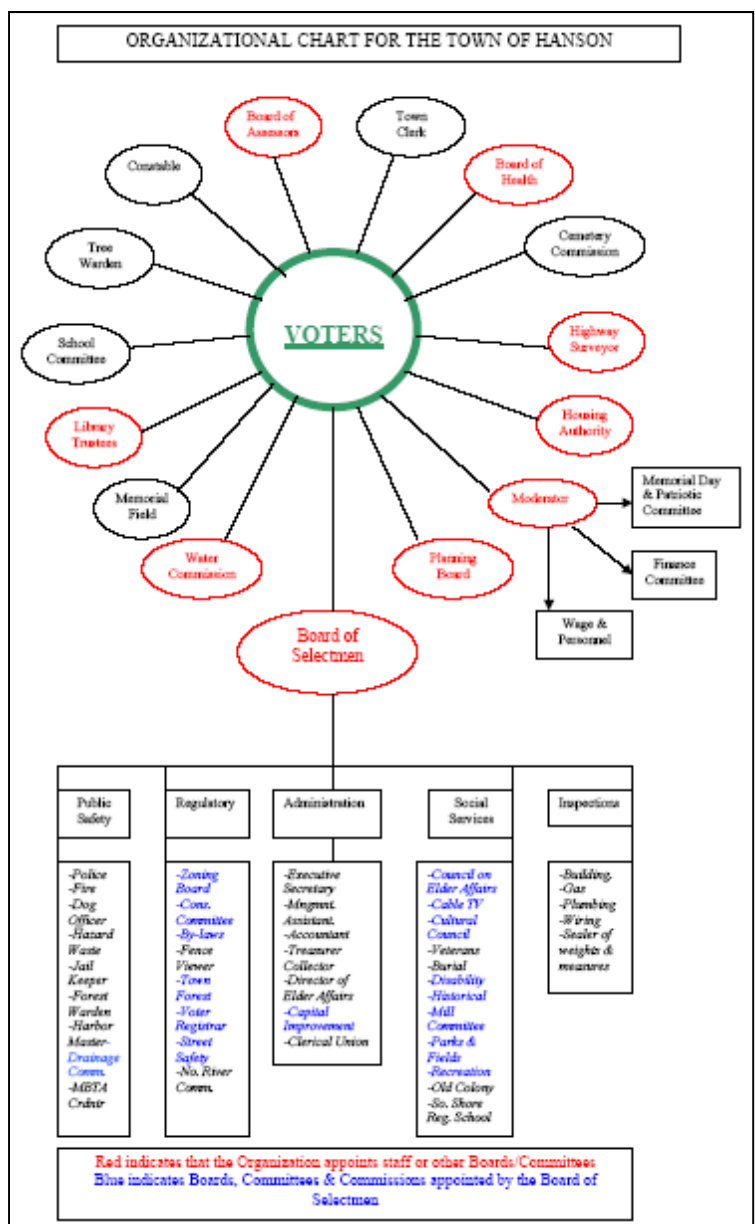 ORGANIZATIONAL CHART FOR THE TOWN OF HANSON
Board of
Assessors
Town
Clerk
Constable
Board of
Health
Tree
Warden
Cemetery
Commission
VOTERS
School
Committee
Highway
Surveyor
Library
Trustees
Housing
Authority
Memorial
Field
Moderator
Memorial Day
& Patriotic
Committee
Water
Commission
Planning
Board
Finance
Committee
Wage &
Personnel
Board of
Selectmen
Public
Safety
Regulatory
Administration
Social
Services
Inspections
-Police
-Fire
-Dog
Officer
-Hazard
Waste
-Jail
Keeper
-Forest
Warden
-Harbor
Master-
Drainage
Comm.
-MBTA
Crdntr
-Zoning
Board
-Cons.
Committee
-By-laws
-Fence
Viewer
-Town
Forest
-Voter
Registrar
-Street
Safety
-No. River
Comm.
-Executive
Secretary
-Mngmnt.
Assistant.
-Accountant
-Treasurer
Collector
-Director of
Elder Affairs
-Capital
Improvement
-Clerical Union
-Council on
Elder Affairs
-Cable TV
-Cultural
Council
-Veterans
-Burial
-Disability
-Historical
-Mill
Committee
-Parks &
Fields
-Recreation
-Old Colony
-So. Shore
Reg. School
-Building.
-Gas
-Plumbing
-Wiring
-Sealer of
weights &
measures
Red indicates that the Organization appoints staff or other Boards/Committees
Blue indicates Boards, Committees & Commissions appointed by the Board of
Selectmen